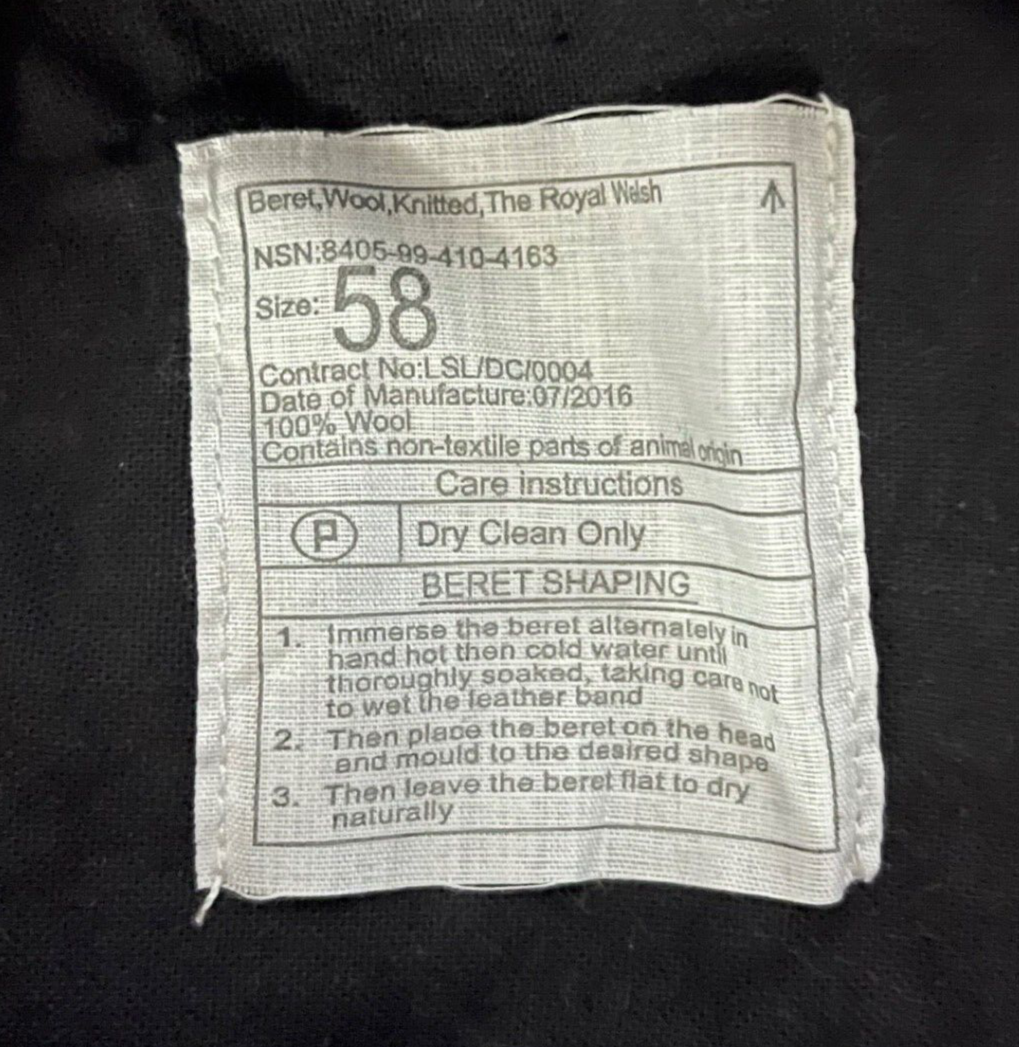 Beret,Wool,Knitted,The Royal Welsh
NSN:8405-99-410-4163
Size: 58
Contract No:LSL/DC/0004
Date of Manufacture:07/2016
100% Wool
Contains non-textile parts of animal origin
Care instructions
P Dry Clean Only
BERET SHAPING
1. Immerse the beret alternately in
hand hot then cold water until
thoroughly soaked, taking care not
to wet the leather band
2. Then place the beret on the head
and mould to the desired shape
3. Then leave the beret flat to dry
naturally